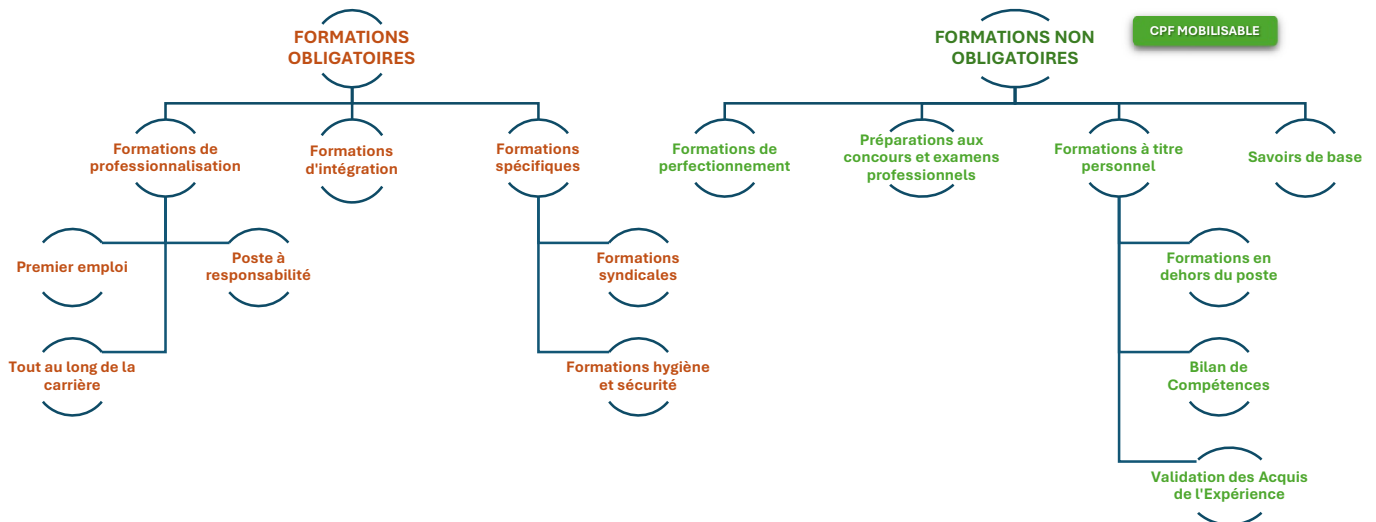 FORMATIONS
OBLIGATOIRES
FORMATIONS NON
OBLIGATOIRES
CPF MOBILISABLE
Formations de
professionnalisation
Formations
d'intégration
Formations
spécifiques
Formations de
perfectionnement
Préparations aux
concours et examens
professionnels
Formations à titre
personnel
Savoirs de base
Premier emploi
Poste à
responsabilité
Formations
syndicales
Formations en
dehors du poste
Tout au long de la
carrière
Formations hygiène
et sécurité
Bilan de
Compétences
Validation des Acquis
de l'Expérience